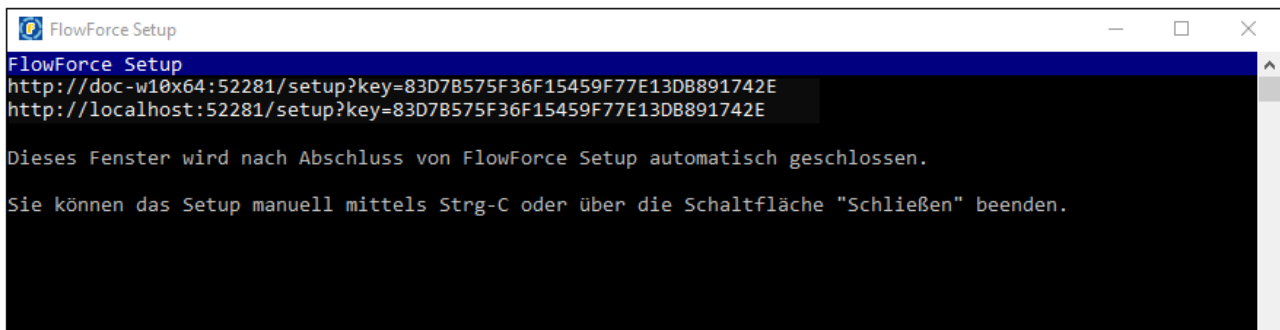 FlowForce Setup
FlowForce Setup
http://doc-w10x64:52281/setup?key=83D7B575F36F15459F77E13DB891742E
http://localhost:52281/setup?key=83D7B575F36F15459F77E13DB891742E
Dieses Fenster wird nach Abschluss von FlowForce Setup automatisch geschlossen.
Sie können das Setup manuell mittels Strg-C oder über die Schaltfläche "Schließen" beenden.